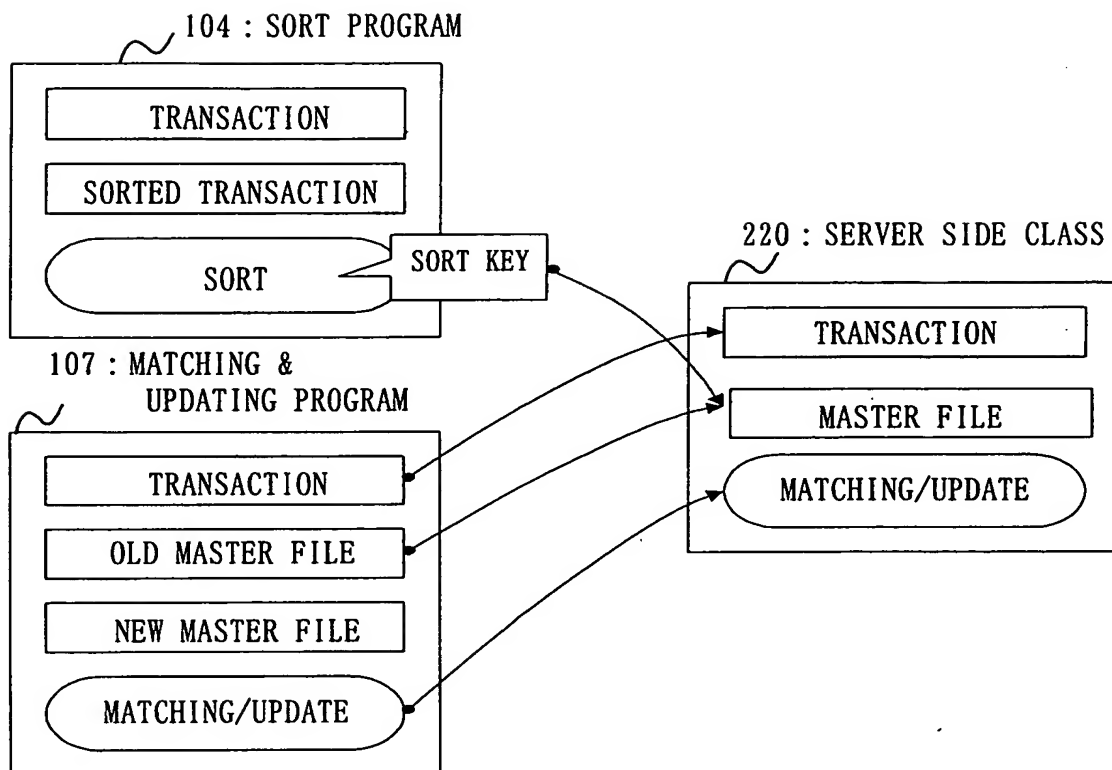 104 : SORT PROGRAM
TRANSACTION
SORTED TRANSACTION
SORT
SORT KEY
107 : MATCHING &
UPDATING PROGRAM
TRANSACTION
OLD MASTER FILE
NEW MASTER FILE
MATCHING/UPDATE
220 : SERVER SIDE CLASS
TRANSACTION
MASTER FILE
MATCHING/UPDATE